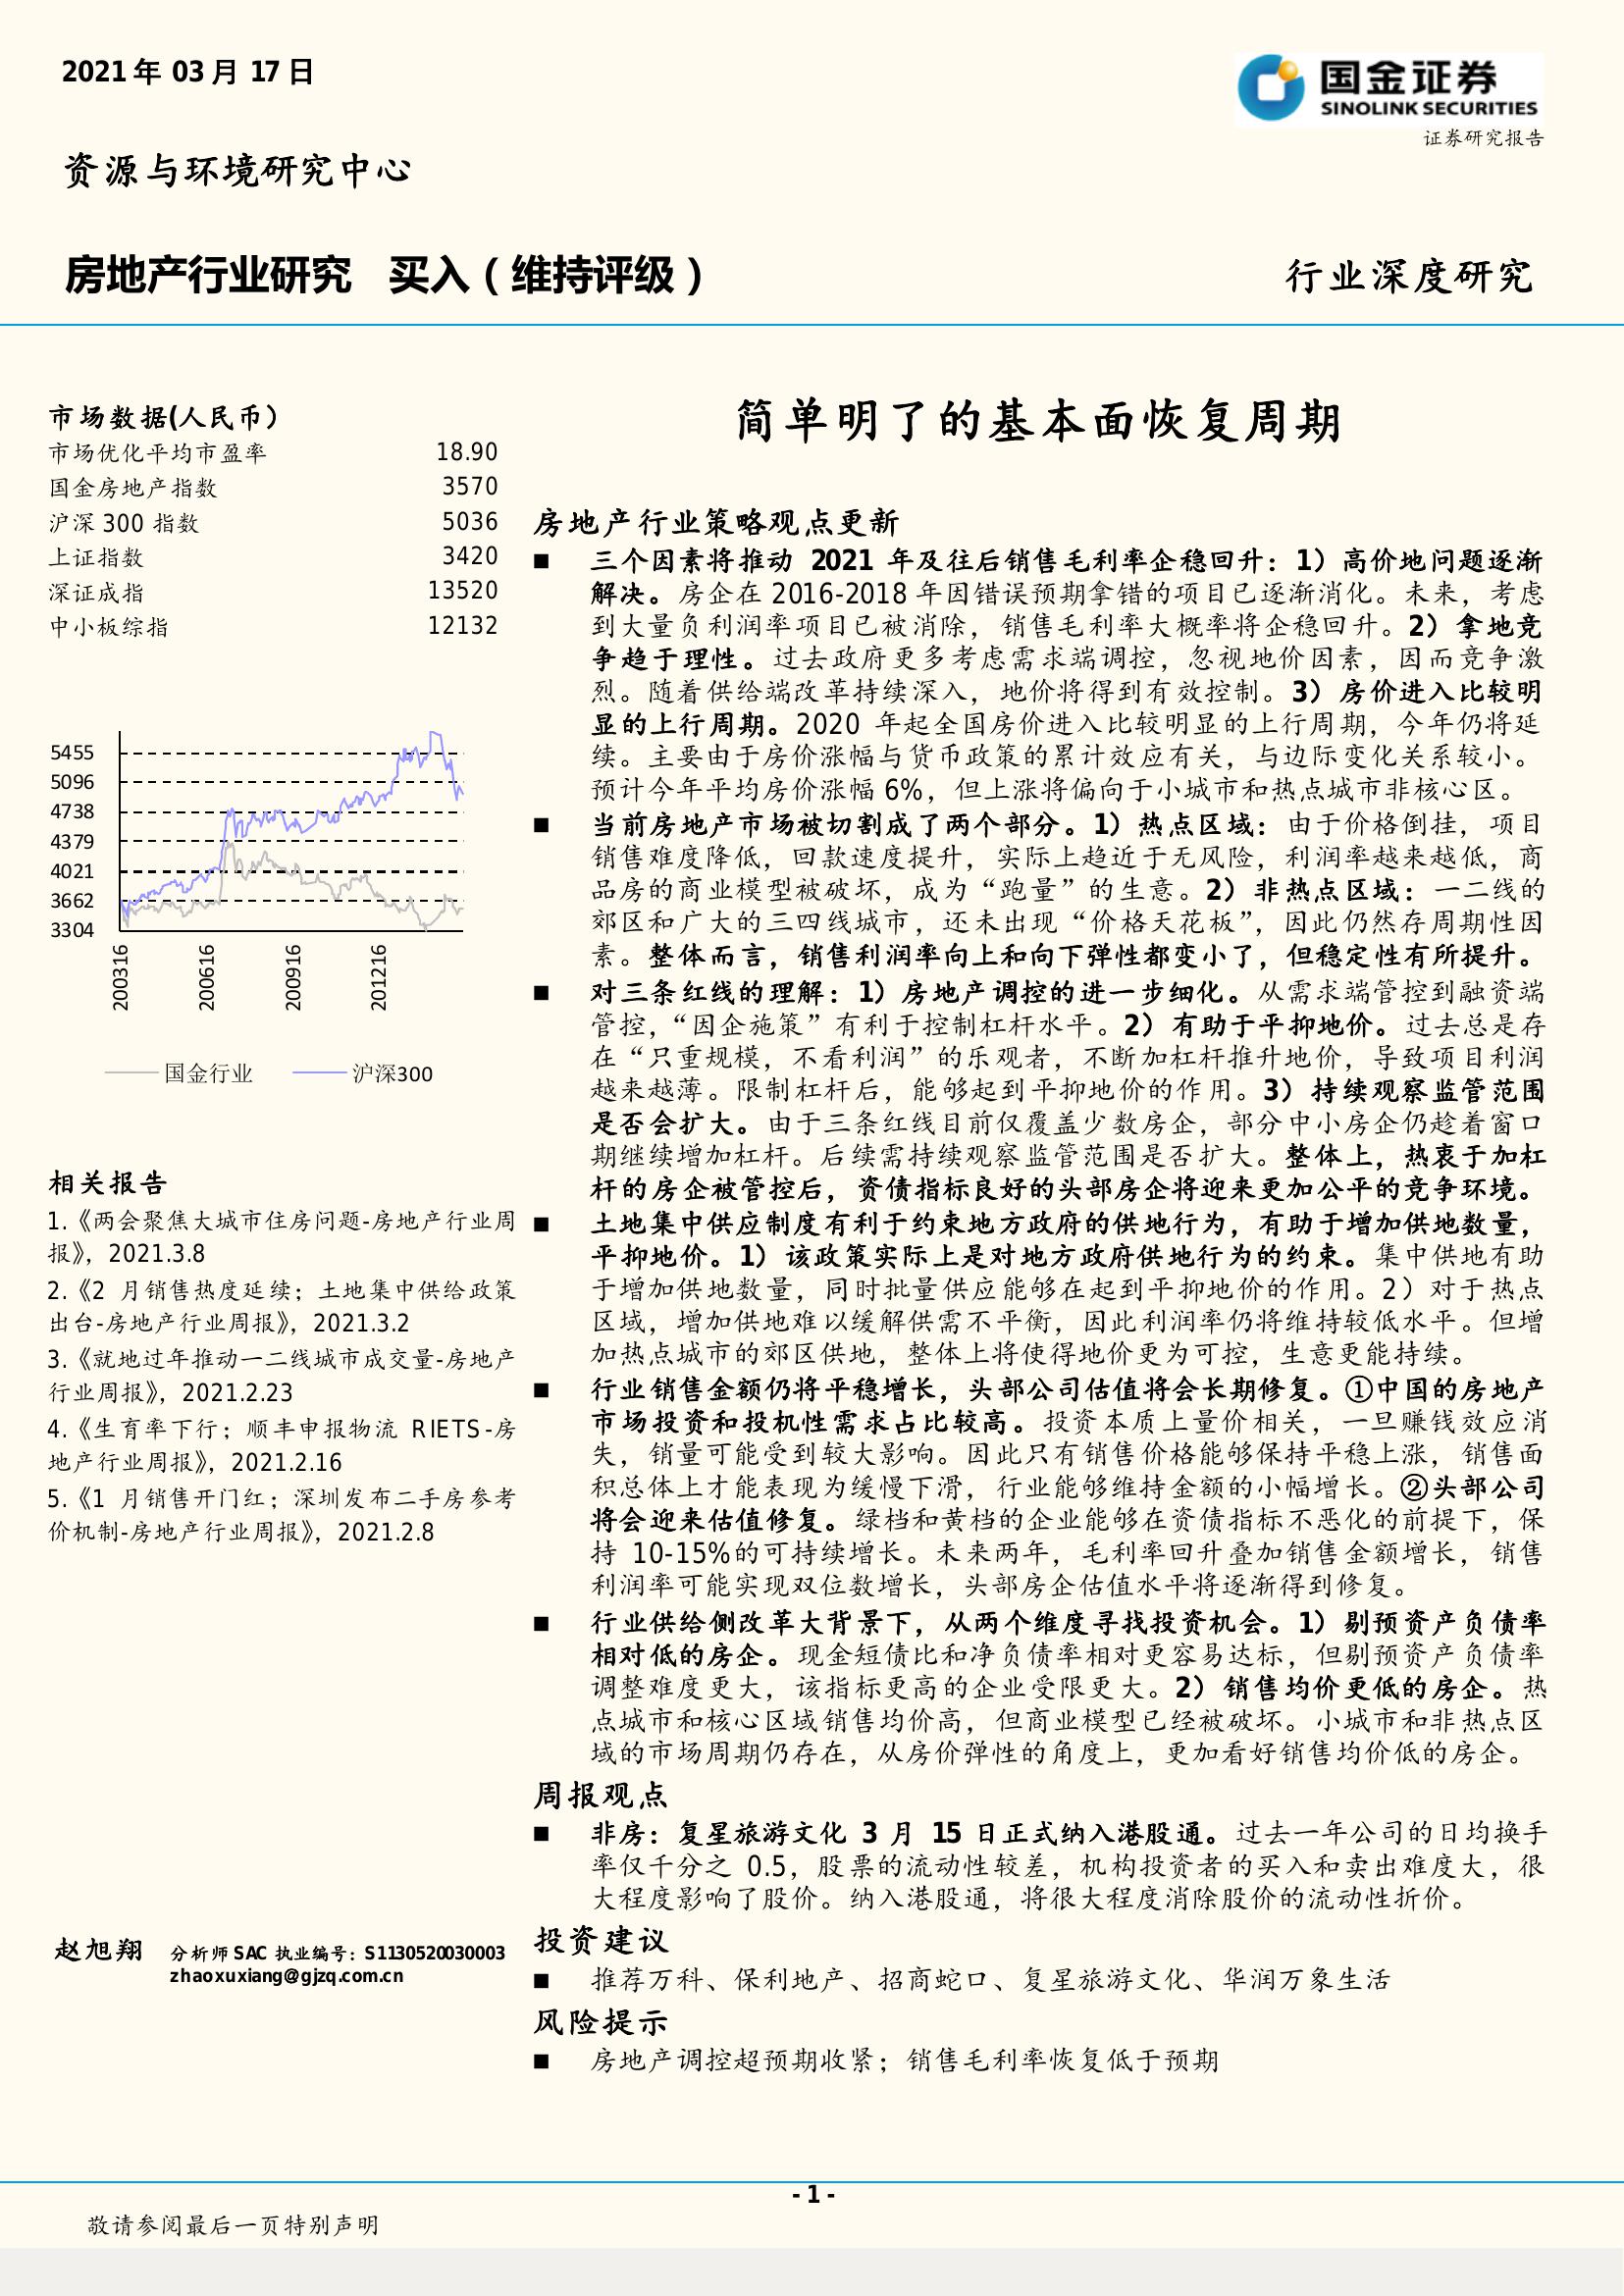 2021年 03月 17日
国金证券
SINOLINK SECURITIES
证券研究报告
资源与环境研究中心
房地产行业研究 买入（维持评级）
行业深度研究
市场数据(人民币）
市场优化平均市盈率 18.90
国金房地产指数 3570
沪深 300 指数 5036
上证指数 3420
深证成指 13520
中小板综指 12132
5455
5096
4738
4379
4021
3662
3304
200316
200616
200916
201216
国金行业 沪深300
相关报告
1.《两会聚焦大城市住房问题-房地产行业周
报》，2021.3.8
2.《2 月销售热度延续；土地集中供给政策
出台-房地产行业周报》，2021.3.2
3.《就地过年推动一二线城市成交量-房地产
行业周报》，2021.2.23
4.《生育率下行；顺丰申报物流 RIETS-房
地产行业周报》，2021.2.16
5.《1 月销售开门红；深圳发布二手房参考
价机制-房地产行业周报》，2021.2.8
赵旭翔 分析师 SAC 执业编号：S1130520030003
zhaoxuxiang@gjzq.com.cn
简单明了的基本面恢复周期
房地产行业策略观点更新
■ 三个因素将推动 2021 年及往后销售毛利率企稳回升：1）高价地问题逐渐
解决。房企在 2016-2018 年因错误预期拿错的项目已逐渐消化。未来，考虑
到大量负利润率项目已被消除，销售毛利率大概率将企稳回升。2）拿地竞
争趋于理性。过去政府更多考虑需求端调控，忽视地价因素，因而竞争激
烈。随着供给端改革持续深入，地价将得到有效控制。3）房价进入比较明
显的上行周期。2020 年起全国房价进入比较明显的上行周期，今年仍将延
续。主要由于房价涨幅与货币政策的累计效应有关，与边际变化关系较小。
预计今年平均房价涨幅 6%，但上涨将偏向于小城市和热点城市非核心区。
■ 当前房地产市场被切割成了两个部分。1）热点区域：由于价格倒挂，项目
销售难度降低，回款速度提升，实际上趋近于无风险，利润率越来越低，商
品房的商业模型被破坏，成为“跑量”的生意。2）非热点区域：一二线的
郊区和广大的三四线城市，还未出现“价格天花板”，因此仍然存周期性因
素。整体而言，销售利润率向上和向下弹性都变小了，但稳定性有所提升。
■ 对三条红线的理解：1）房地产调控的进一步细化。从需求端管控到融资端
管控，“因企施策”有利于控制杠杆水平。2）有助于平抑地价。过去总是存
在“只重规模，不看利润”的乐观者，不断加杠杆推升地价，导致项目利润
越来越薄。限制杠杆后，能够起到平抑地价的作用。3）持续观察监管范围
是否会扩大。由于三条红线目前仅覆盖少数房企，部分中小房企仍趁着窗口
期继续增加杠杆。后续需持续观察监管范围是否扩大。整体上，热衷于加杠
杆的房企被管控后，资债指标良好的头部房企将迎来更加公平的竞争环境。
■ 土地集中供应制度有利于约束地方政府的供地行为，有助于增加供地数量，
平抑地价。1）该政策实际上是对地方政府供地行为的约束。集中供地有助
于增加供地数量，同时批量供应能够在起到平抑地价的作用。2）对于热点
区域，增加供地难以缓解供需不平衡，因此利润率仍将维持较低水平。但增
加热点城市的郊区供地，整体上将使得地价更为可控，生意更能持续。
■ 行业销售金额仍将平稳增长，头部公司估值将会长期修复。①中国的房地产
市场投资和投机性需求占比较高。投资本质上量价相关，一旦赚钱效应消
失，销量可能受到较大影响。因此只有销售价格能够保持平稳上涨，销售面
积总体上才能表现为缓慢下滑，行业能够维持金额的小幅增长。②头部公司
将会迎来估值修复。绿档和黄档的企业能够在资债指标不恶化的前提下，保
持 10-15%的可持续增长。未来两年，毛利率回升叠加销售金额增长，销售
利润率可能实现双位数增长，头部房企估值水平将逐渐得到修复。
■ 行业供给侧改革大背景下，从两个维度寻找投资机会。1）剔预资产负债率
相对低的房企。现金短债比和净负债率相对更容易达标，但剔预资产负债率
调整难度更大，该指标更高的企业受限更大。2）销售均价更低的房企。热
点城市和核心区域销售均价高，但商业模型已经被破坏。小城市和非热点区
域的市场周期仍存在，从房价弹性的角度上，更加看好销售均价低的房企。
周报观点
■ 非房：复星旅游文化 3 月 15 日正式纳入港股通。过去一年公司的日均换手
率仅千分之 0.5，股票的流动性较差，机构投资者的买入和卖出难度大，很
大程度影响了股价。纳入港股通，将很大程度消除股价的流动性折价。
投资建议
■ 推荐万科、保利地产、招商蛇口、复星旅游文化、华润万象生活
风险提示
■ 房地产调控超预期收紧；销售毛利率恢复低于预期
- 1 -
敬请参阅最后一页特别声明